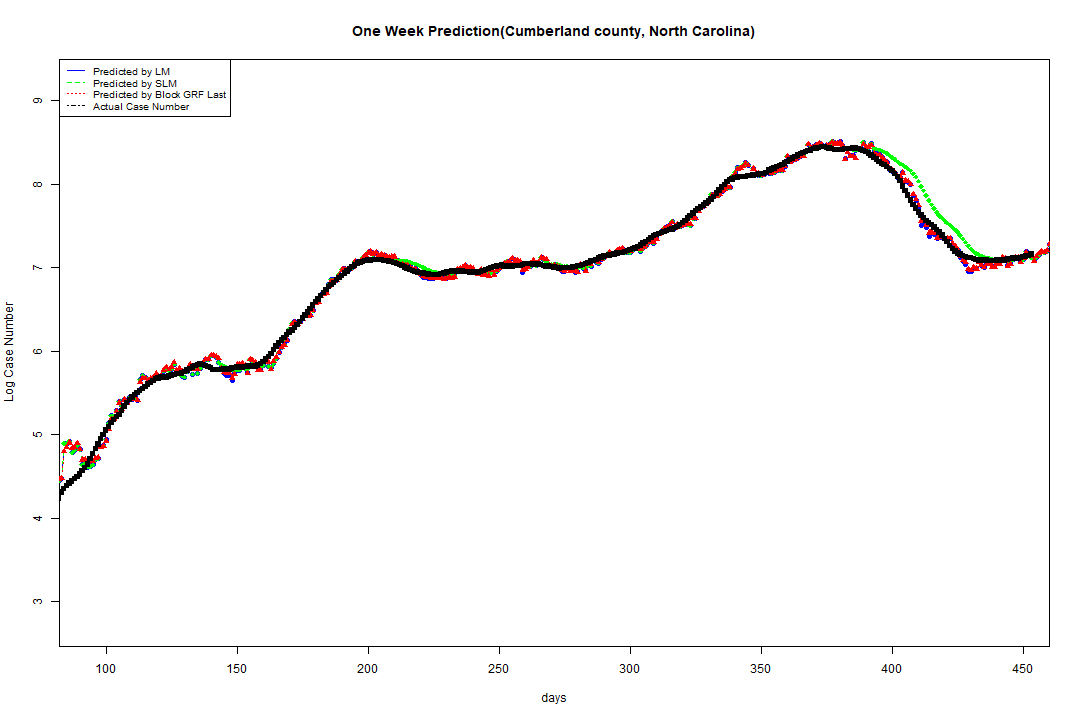 One Week Prediction(Cumberland county, North Carolina)
Predicted by LM
Predicted by SLM
Predicted by Block GRF Last
Actual Case Number
9
8
7
6
5
4
3
Log Case Number
100 150 200 250 300 350 400 450
days